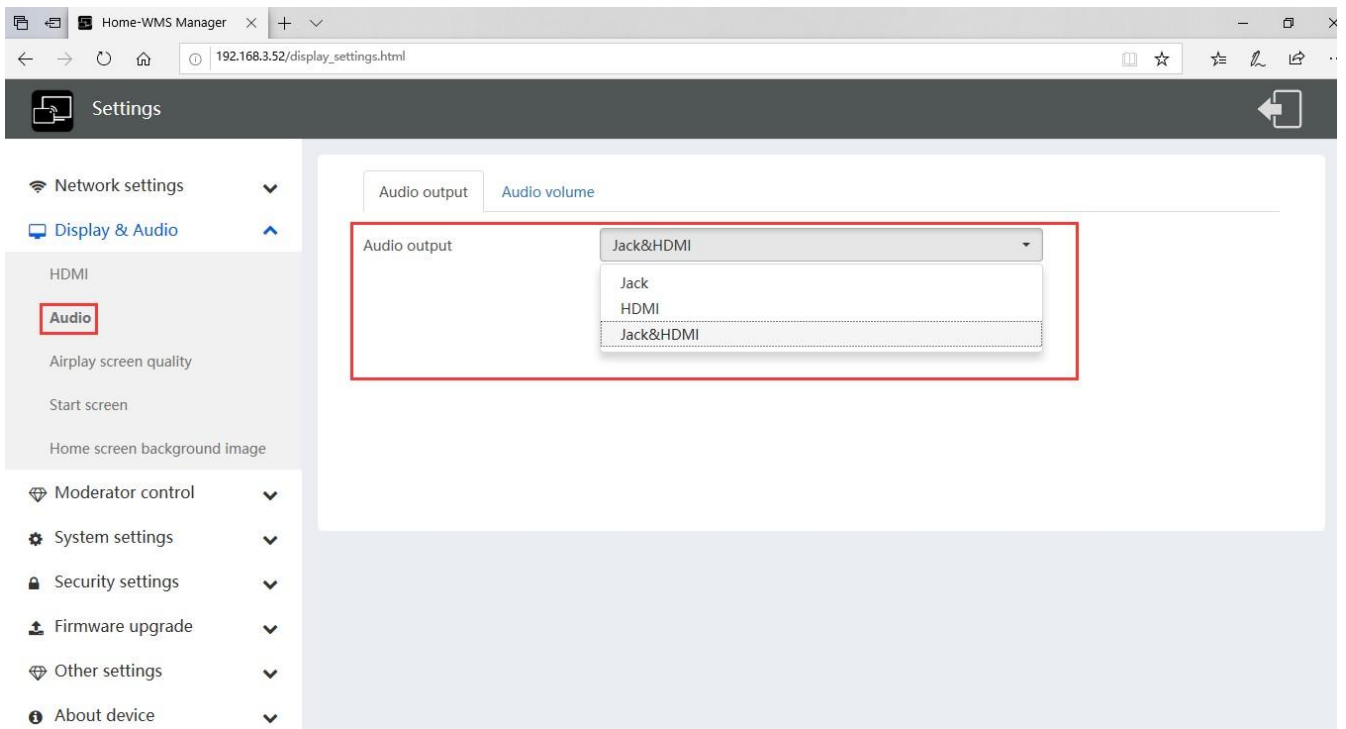 Home-WMS Manager
192.168.3.52/display_settings.html
Settings
Network settings
Display & Audio
HDMI
Audio
Airplay screen quality
Start screen
Home screen background image
Moderator control
System settings
Security settings
Firmware upgrade
Other settings
About device
Audio output
Audio volume
Audio output
Jack&HDMI
Jack
HDMI
Jack&HDMI